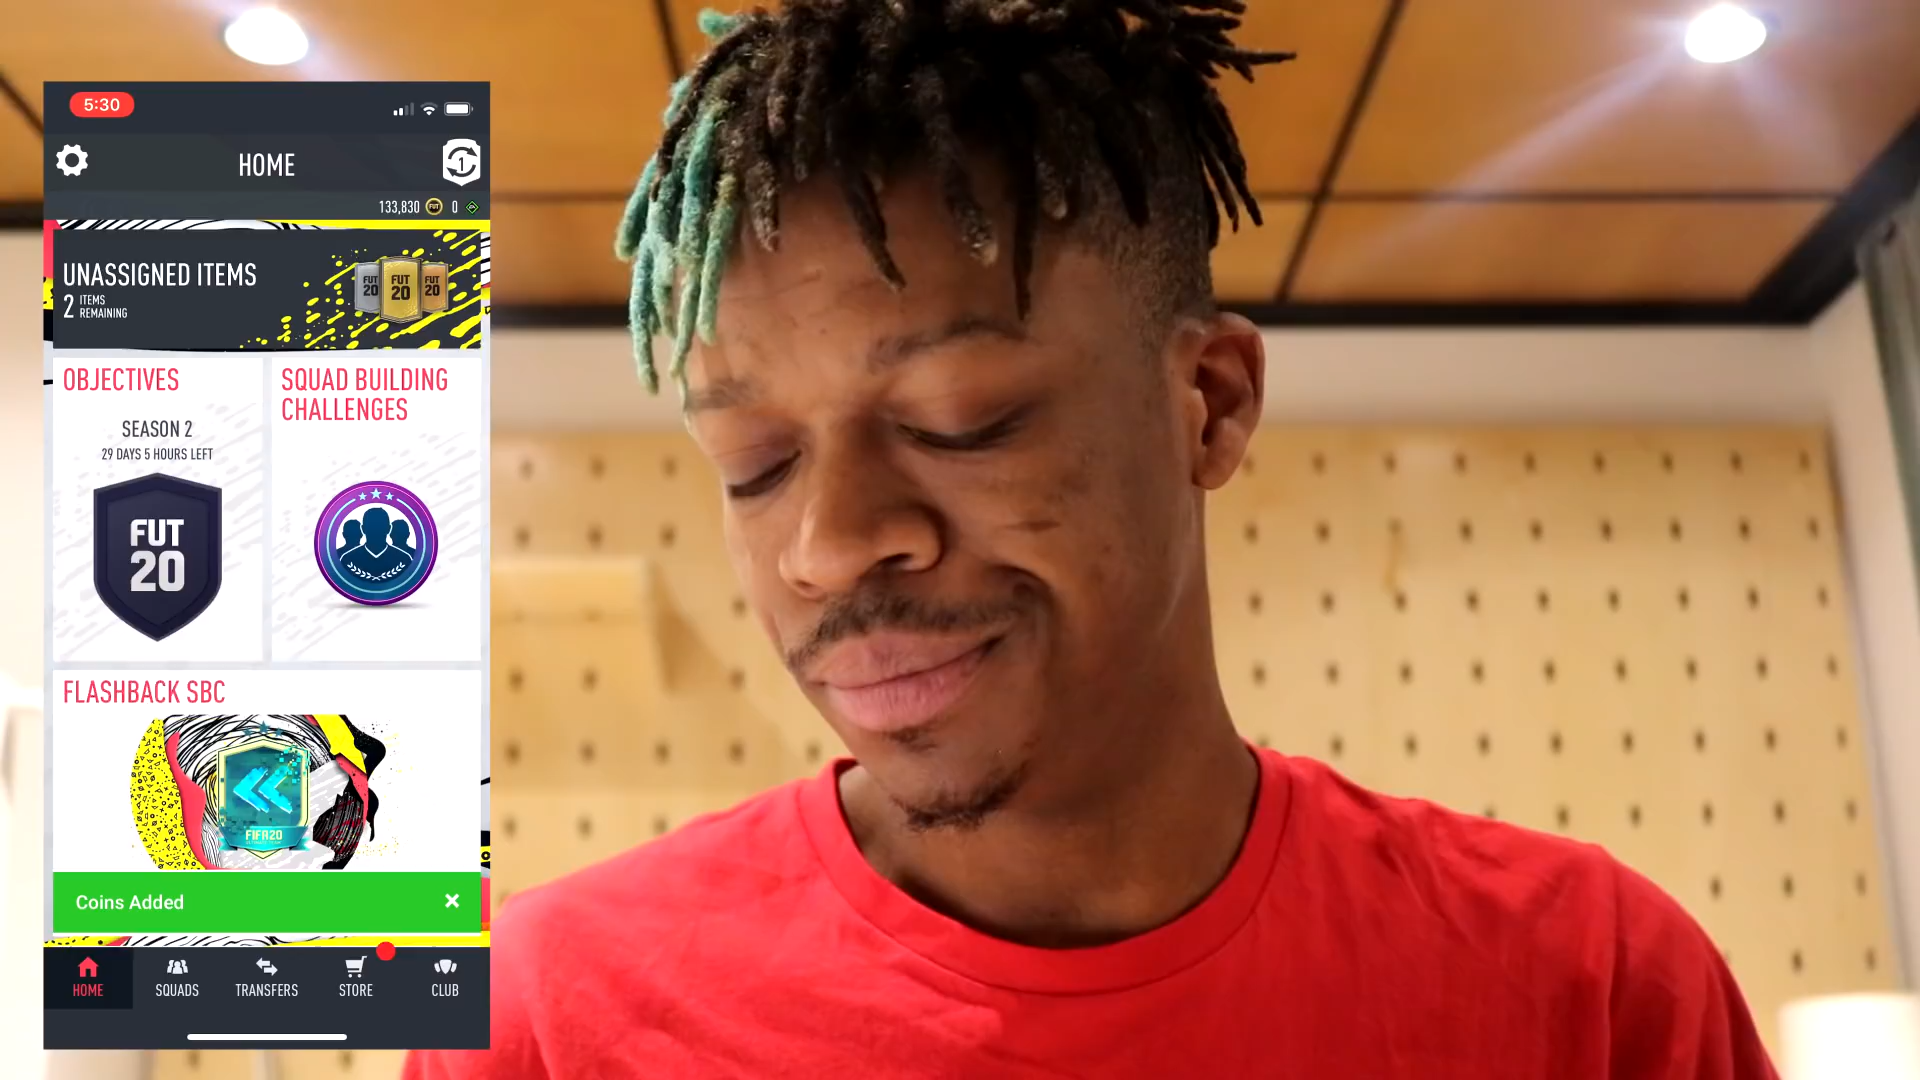 5:30
HOME
1
133,830 FUT 0
UNASSIGNED ITEMS
2 ITEMS REMAINING
FUT 20
FUT 20
FUT 20
OBJECTIVES
SEASON 2
29 DAYS 5 HOURS LEFT
FUT
20
SQUAD BUILDING
CHALLENGES
FLASHBACK SBC
FIFA20
Coins Added
HOME SQUADS TRANSFERS STORE CLUB